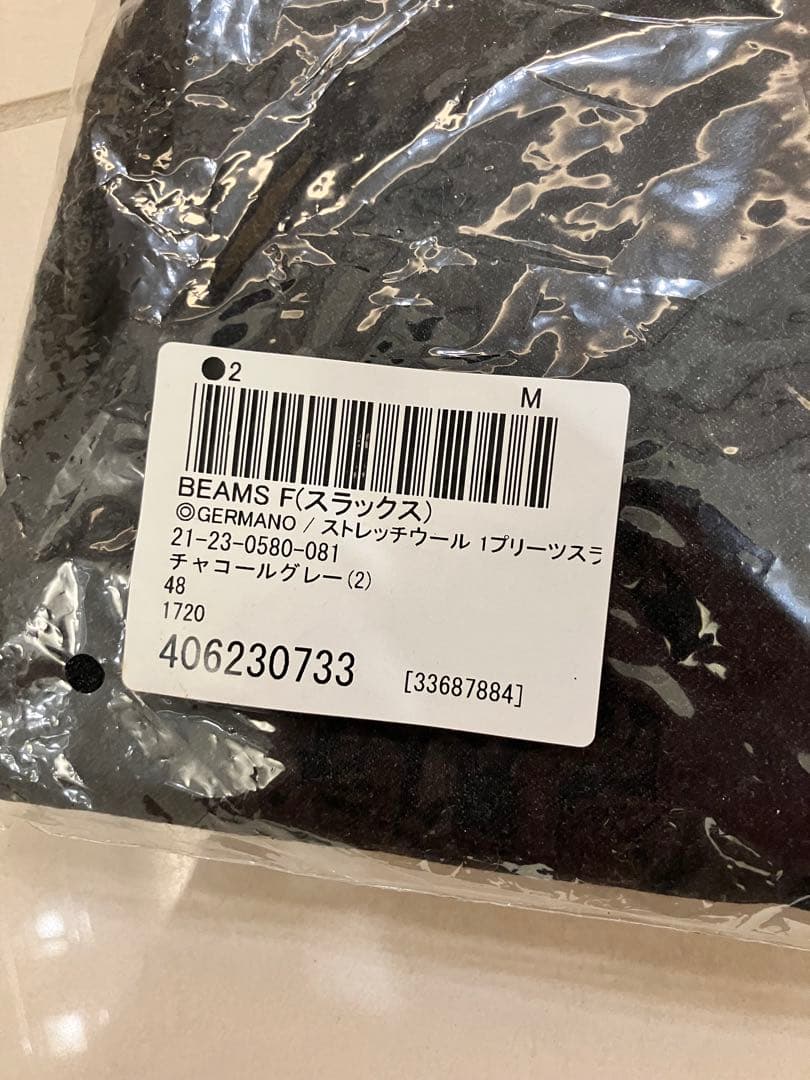 ●2 M
BEAMS F(スラックス)
◎GERMANO / ストレッチウール 1プリーツスラ
21-23-0580-081
チャコールグレー(2)
48
1720
406230733 [33687884]